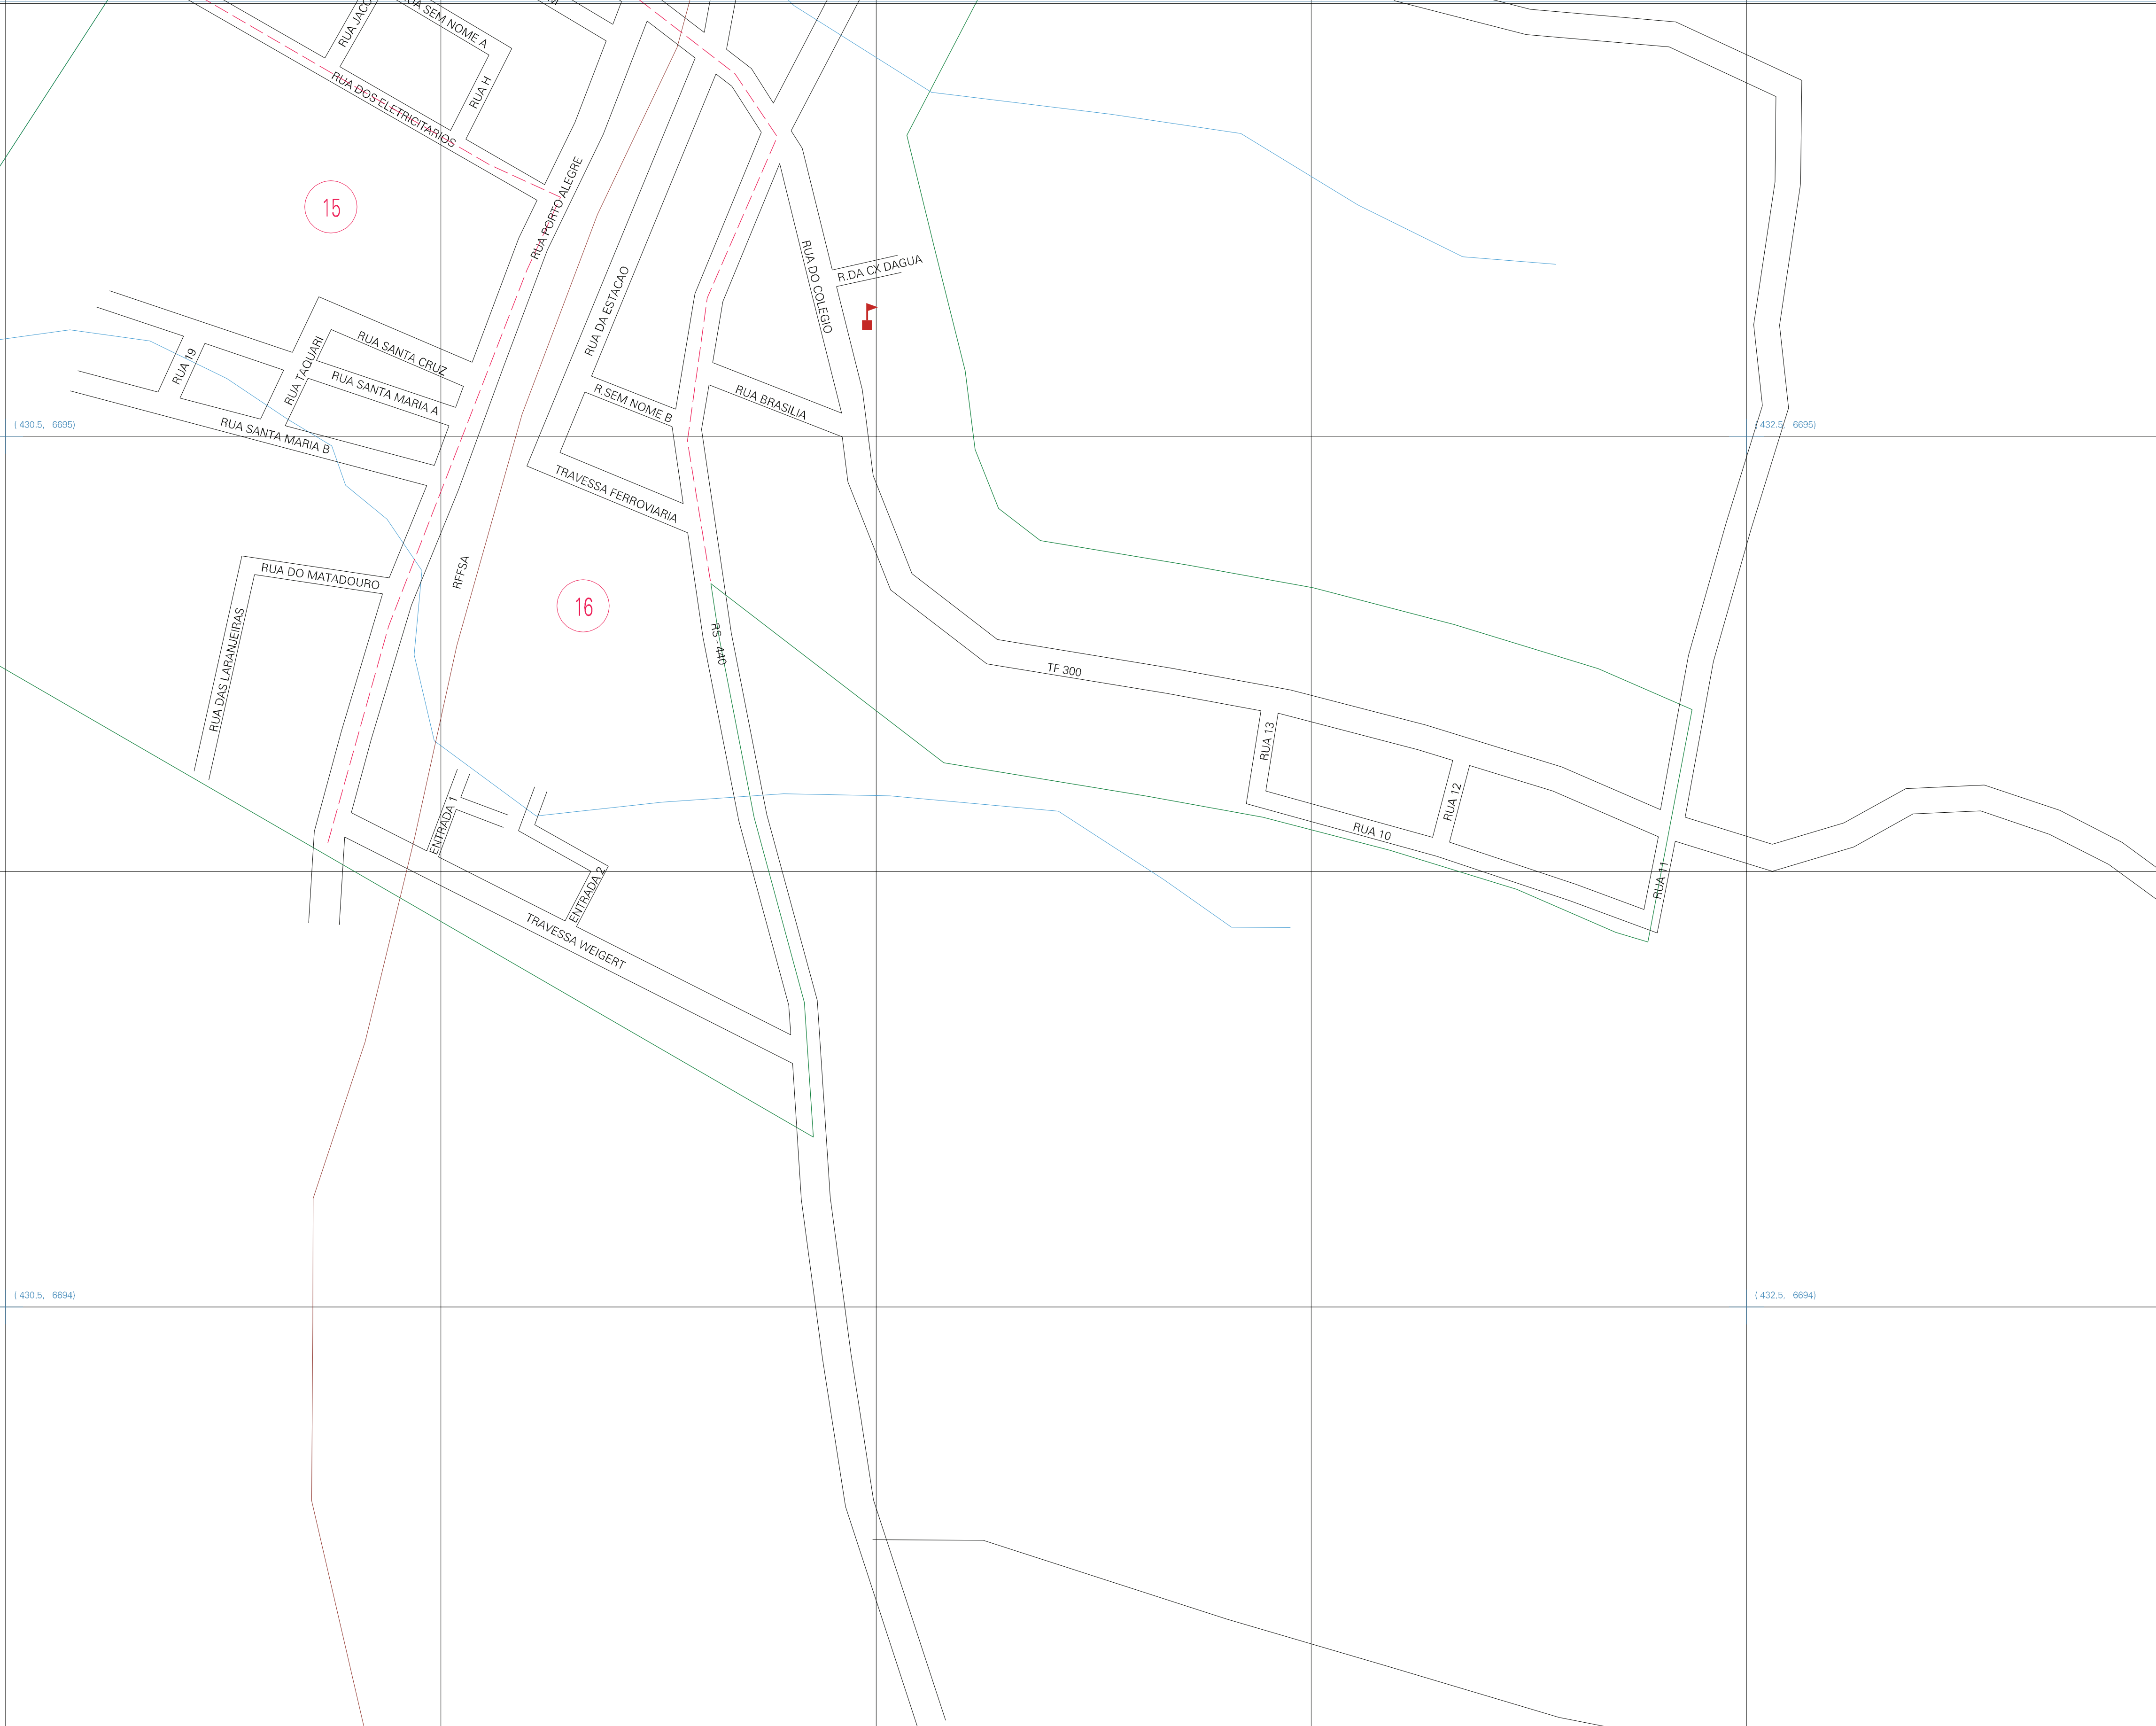 RUA JACO
RUA SEM NOME A
RUA H
RUA DOS ELETRICITARIOS
15
RUA PORTO ALEGRE
RUA DO COLEGIO
R.DA CX DAGUA
RUA DA ESTACAO
RUA SANTA CRUZ
RUA TAQUARI
RUA 19
RUA SANTA MARIA A
R.SEM NOME B
RUA BRASILIA
RUA SANTA MARIA B
( 430.5, 6695)
( 432.5, 6695)
TRAVESSA FERROVIARIA
RFFSA
RUA DO MATADOURO
16
RUA DAS LARANJEIRAS
RS - 440
TF 300
RUA 13
RUA 12
RUA 10
RUA 11
ENTRADA 1
ENTRADA 2
TRAVESSA WEIGERT
( 430.5, 6694)
( 432.5, 6694)